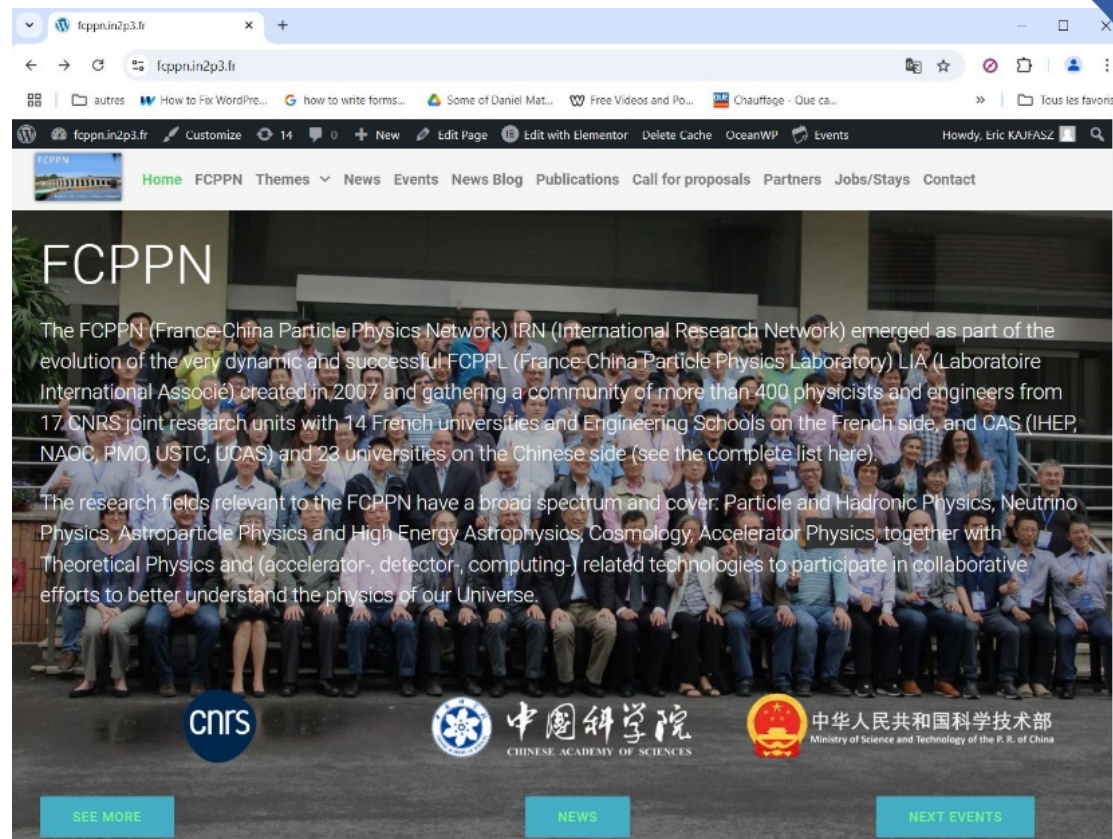 fcppn.in2p3.fr
fcppn.in2p3.fr
autres How to Fix WordPre... how to write forms... Some of Daniel Mat... Free Videos and Po... Chauffage - Que ca... » Tous les favoris
fcppn.in2p3.fr Customize 14 0 New Edit Page Edit with Elementor Delete Cache OceanWP Events Howdy, Eric KAJFASZ
FCPPN
Home FCPPN Themes News Events News Blog Publications Call for proposals Partners Jobs/Stays Contact
FCPPN
The FCPPN (France-China Particle Physics Network) IRN (International Research Network) emerged as part of the
evolution of the very dynamic and successful FCPPL (France-China Particle Physics Laboratory) LIA (Laboratoire
International Associé) created in 2007 and gathering a community of more than 400 physicists and engineers from
17 CNRS joint research units with 14 French universities and Engineering Schools on the French side, and CAS (IHEP,
NAOC, PMO, USTC, UCAS) and 23 universities on the Chinese side (see the complete list here).
The research fields relevant to the FCPPN have a broad spectrum and cover: Particle and Hadronic Physics, Neutrino
Physics, Astroparticle Physics and High Energy Astrophysics, Cosmology, Accelerator Physics, together with
Theoretical Physics and (accelerator-, detector-, computing-) related technologies to participate in collaborative
efforts to better understand the physics of our Universe.
cnrs
中国科学院
CHINESE ACADEMY OF SCIENCES
中华人民共和国科学技术部
Ministry of Science and Technology of the P. R. of China
SEE MORE NEWS NEXT EVENTS